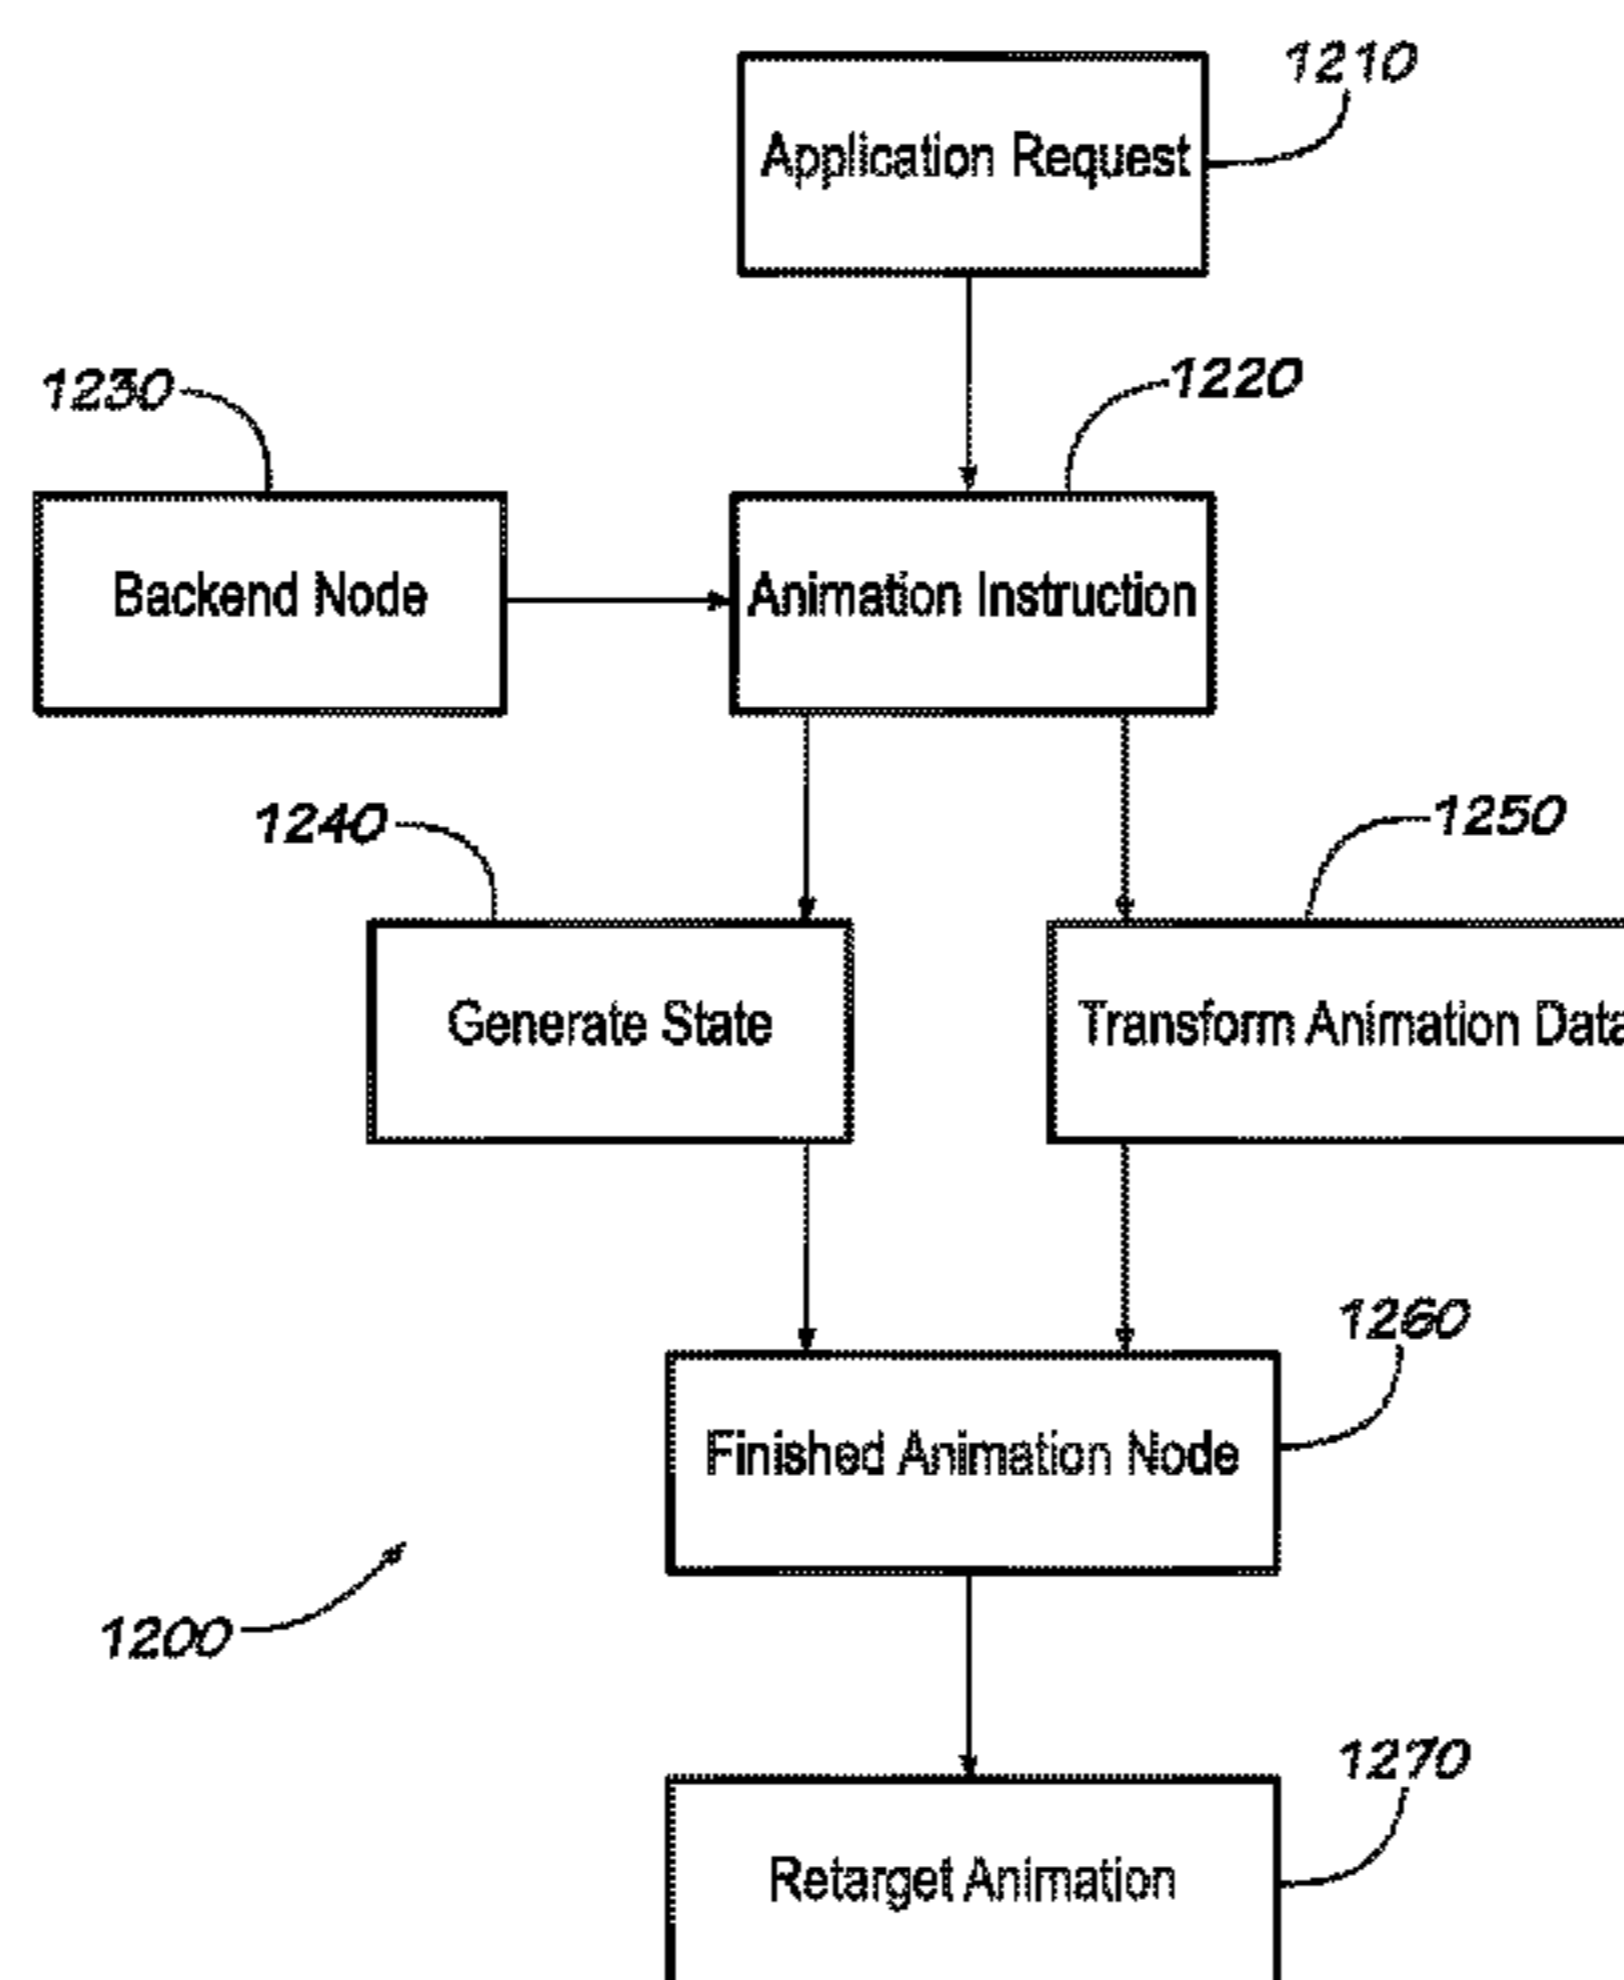 1210
Application Request
1230
1220
Backend Node
Animation Instruction
1240
1250
Generate State
Transform Animation Data
1260
Finished Animation Node
1200
1270
Retarget Animation